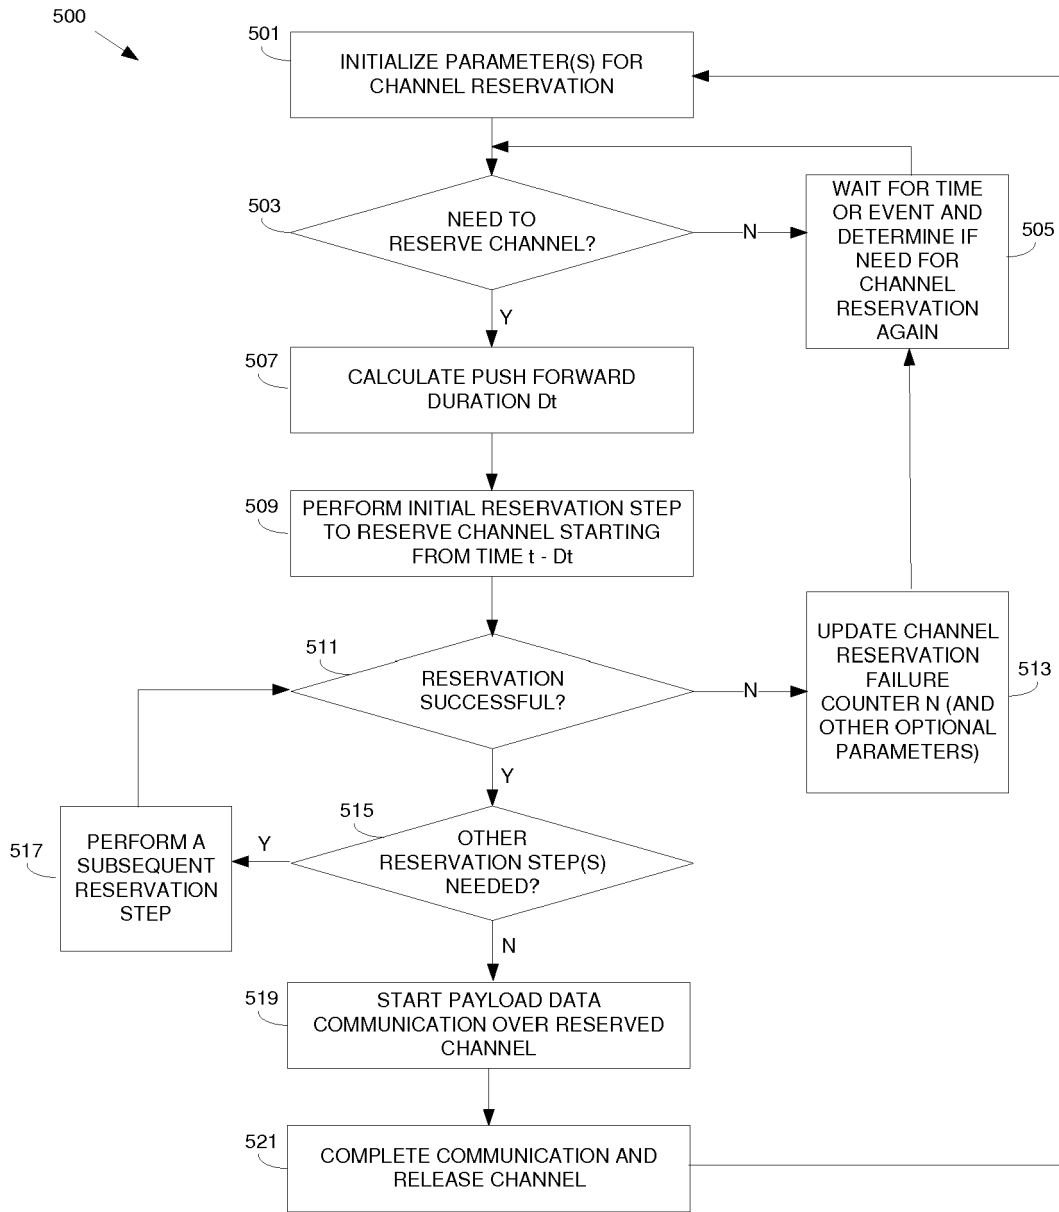 500
501
INITIALIZE PARAMETER(S) FOR
CHANNEL RESERVATION
503
NEED TO
RESERVE CHANNEL?
N
WAIT FOR TIME
OR EVENT AND
DETERMINE IF
NEED FOR
CHANNEL
RESERVATION
AGAIN
505
Y
507
CALCULATE PUSH FORWARD
DURATION Dt
509
PERFORM INITIAL RESERVATION STEP
TO RESERVE CHANNEL STARTING
FROM TIME t - Dt
511
RESERVATION
SUCCESSFUL?
N
UPDATE CHANNEL
RESERVATION
FAILURE
COUNTER N (AND
OTHER OPTIONAL
PARAMETERS)
513
Y
515
OTHER
RESERVATION STEP(S)
NEEDED?
Y
517
PERFORM A
SUBSEQUENT
RESERVATION
STEP
N
519
START PAYLOAD DATA
COMMUNICATION OVER RESERVED
CHANNEL
521
COMPLETE COMMUNICATION AND
RELEASE CHANNEL